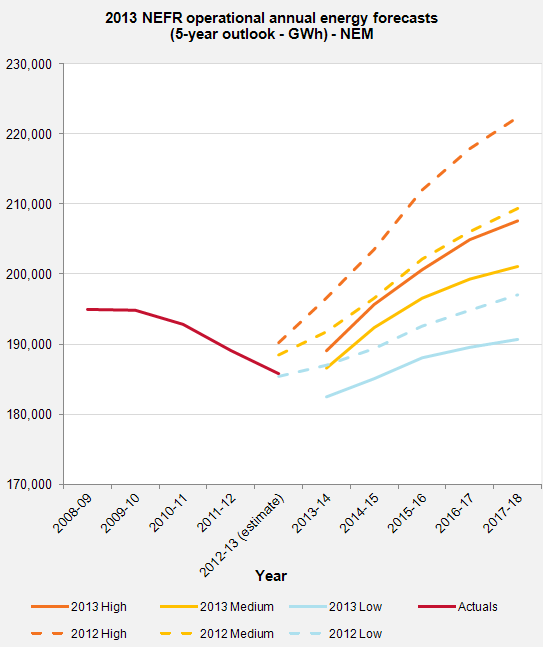 2013 NEFR operational annual energy forecasts
(5-year outlook - GWh) - NEM
230,000
220,000
210,000
200,000
190,000
180,000
170,000
2008-09
2009-10
2010-11
2011-12
2012-13 (estimate)
2013-14
2014-15
2015-16
2016-17
2017-18
Year
2013 High
2013 Medium
2013 Low
Actuals
2012 High
2012 Medium
2012 Low